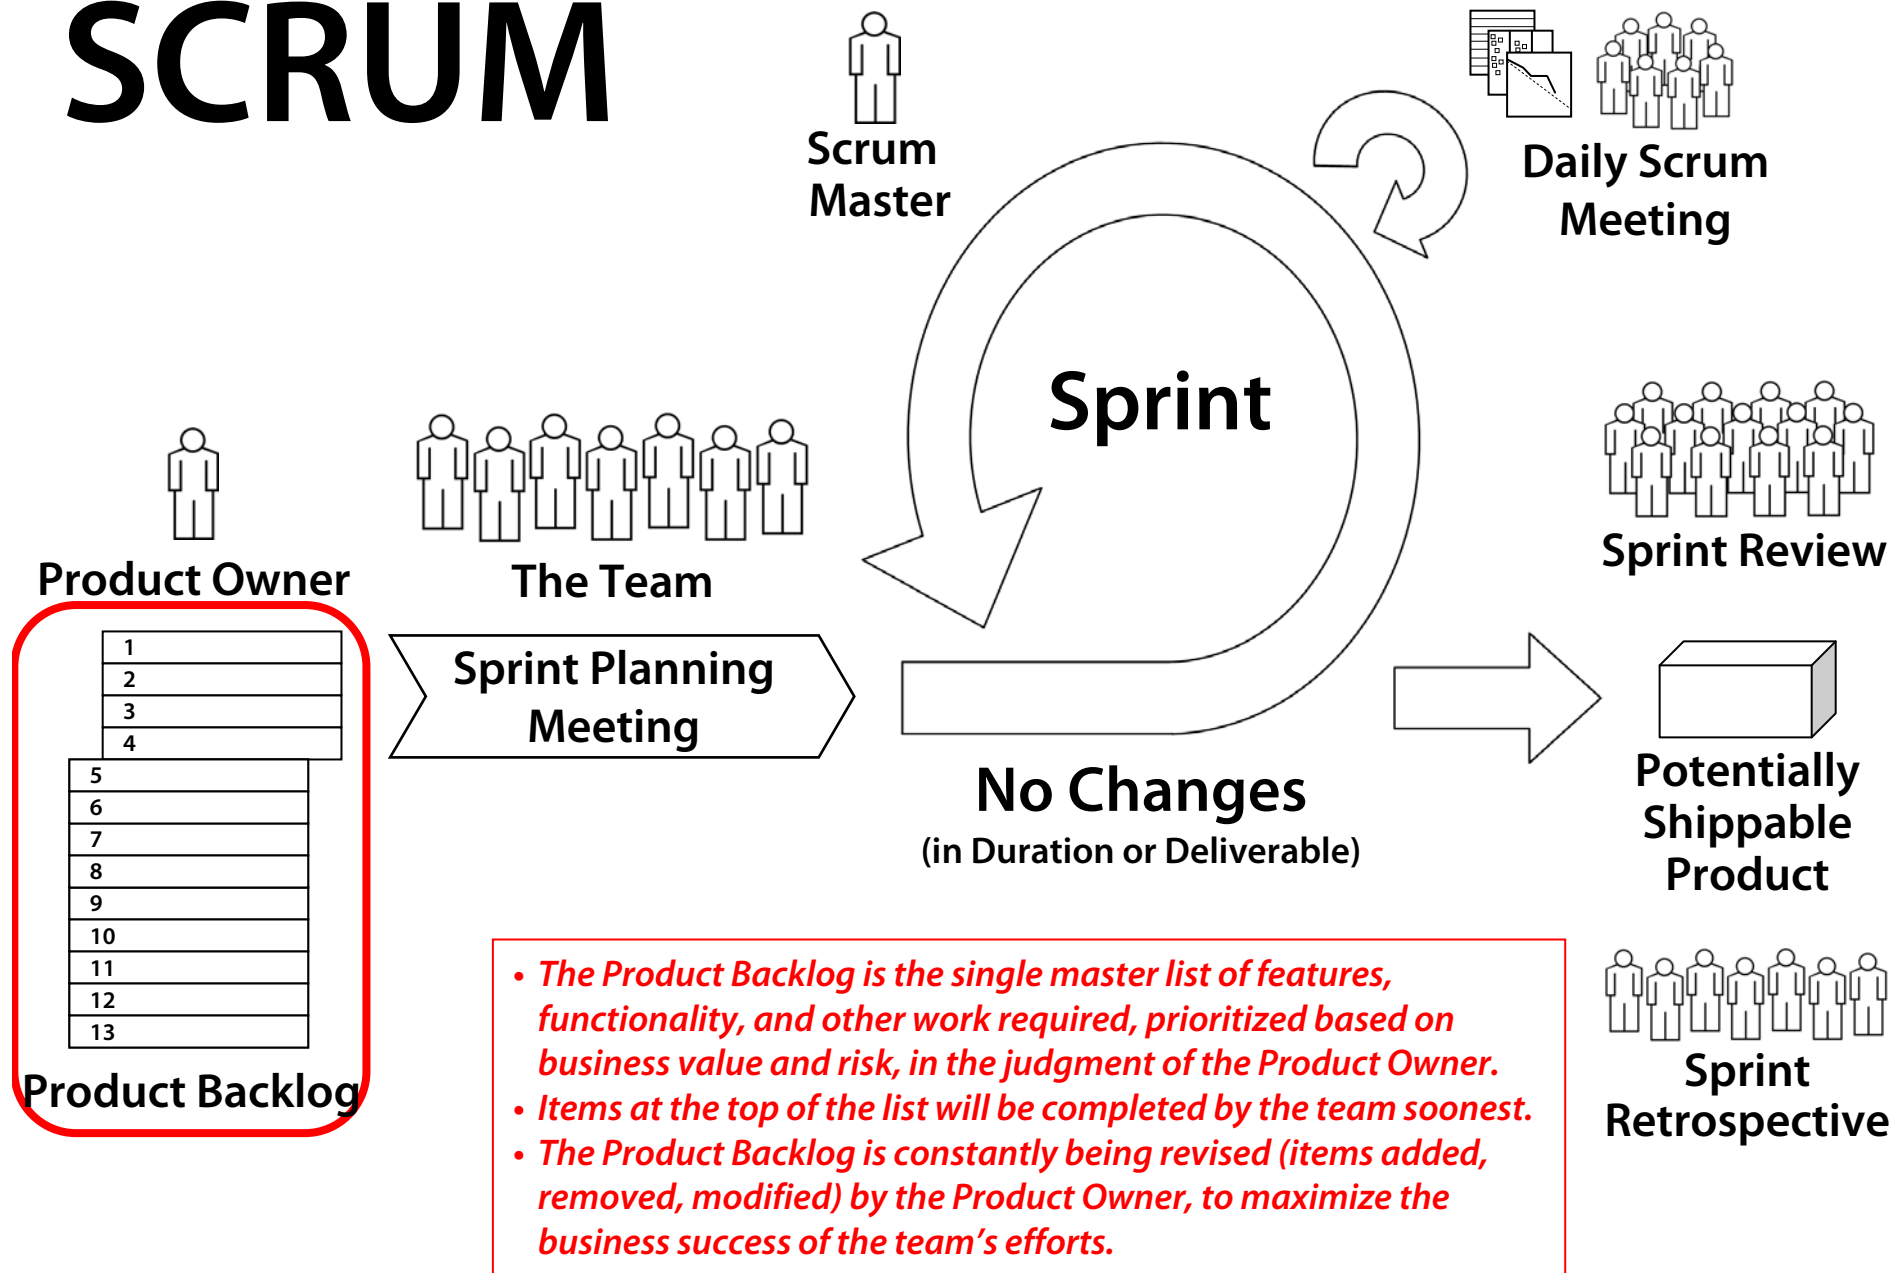 SCRUM
Scrum
Master
Daily Scrum
Meeting
Sprint
Product Owner
The Team
Sprint Review
1
2
3
4
5
6
7
8
9
10
11
12
13
Product Backlog
Sprint Planning
Meeting
No Changes
(in Duration or Deliverable)
Potentially
Shippable
Product
• The Product Backlog is the single master list of features,
functionality, and other work required, prioritized based on
business value and risk, in the judgment of the Product Owner.
• Items at the top of the list will be completed by the team soonest.
• The Product Backlog is constantly being revised (items added,
removed, modified) by the Product Owner, to maximize the
business success of the team’s efforts.
Sprint
Retrospective